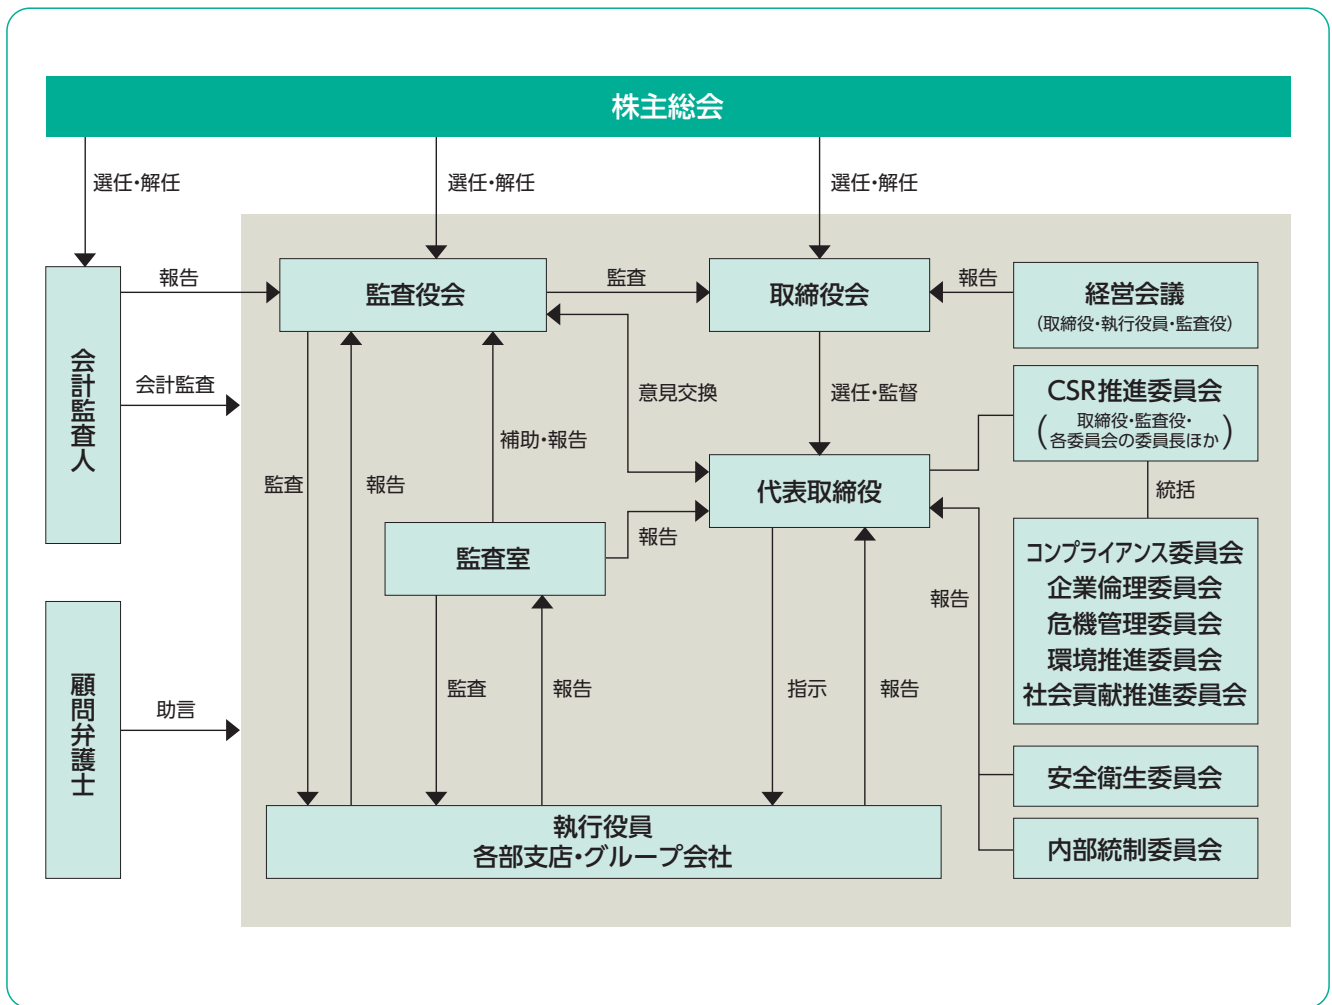 株主総会
選任・解任
選任・解任
選任・解任
会計監査人
報告
監査役会
監査
取締役会
報告
経営会議
(取締役・執行役員・監査役)
会計監査
意見交換
選任・監督
CSR推進委員会
(取締役・監査役・
各委員会の委員長ほか)
補助・報告
監査
報告
代表取締役
統括
監査室
報告
コンプライアンス委員会
企業倫理委員会
危機管理委員会
環境推進委員会
社会貢献推進委員会
報告
顧問弁護士
助言
監査
報告
指示
報告
安全衛生委員会
執行役員
各部支店・グループ会社
内部統制委員会